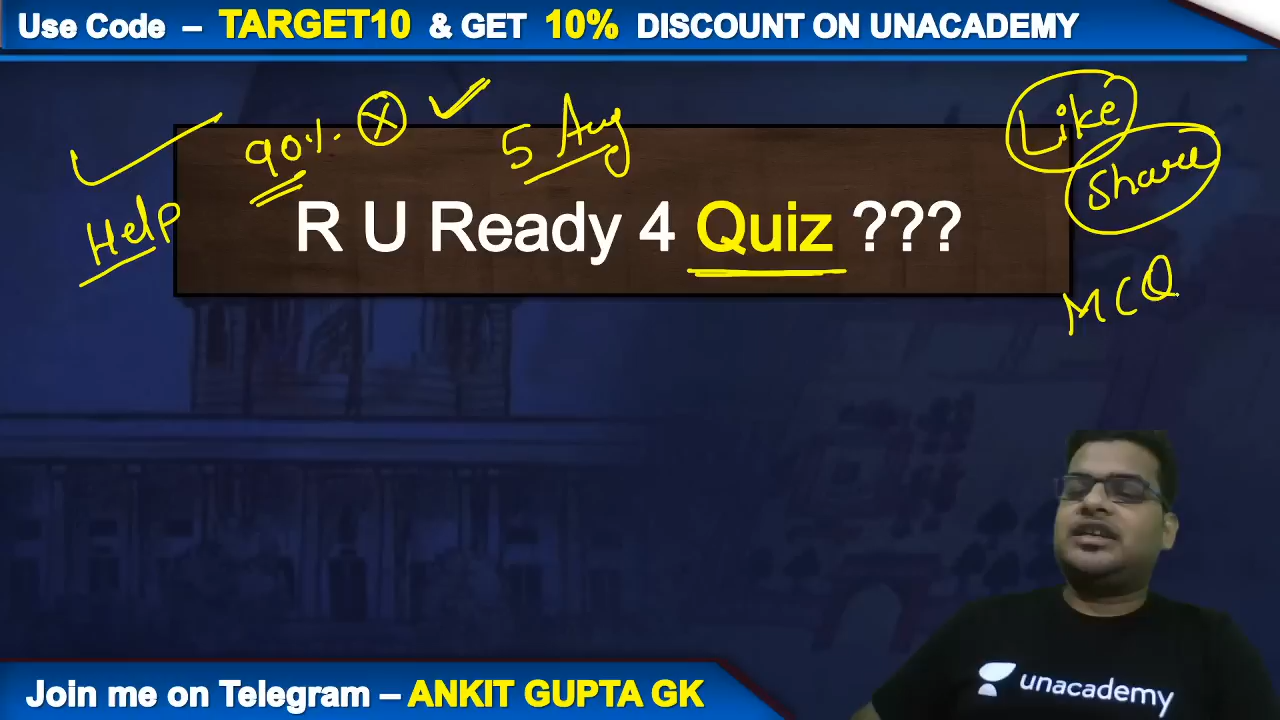 Use Code – TARGET10 & GET 10% DISCOUNT ON UNACADEMY
90% X
5 Aug
Like
Share
Help
R U Ready 4 Quiz ???
MCQ
unacademy
Join me on Telegram – ANKIT GUPTA GK